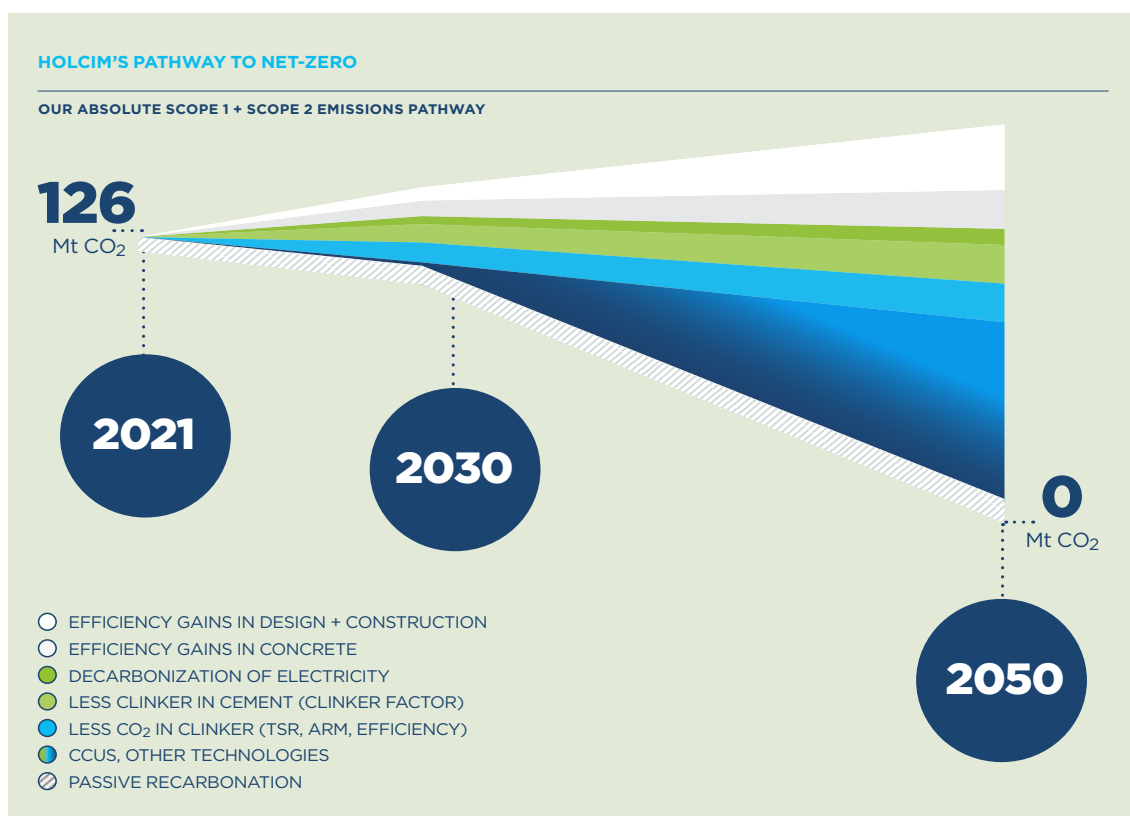 HOLCIM’S PATHWAY TO NET-ZERO
OUR ABSOLUTE SCOPE 1 + SCOPE 2 EMISSIONS PATHWAY
126
Mt CO₂
2021
2030
0
Mt CO₂
2050
EFFICIENCY GAINS IN DESIGN + CONSTRUCTION
EFFICIENCY GAINS IN CONCRETE
DECARBONIZATION OF ELECTRICITY
LESS CLINKER IN CEMENT (CLINKER FACTOR)
LESS CO₂ IN CLINKER (TSR, ARM, EFFICIENCY)
CCUS, OTHER TECHNOLOGIES
PASSIVE RECARBONATION